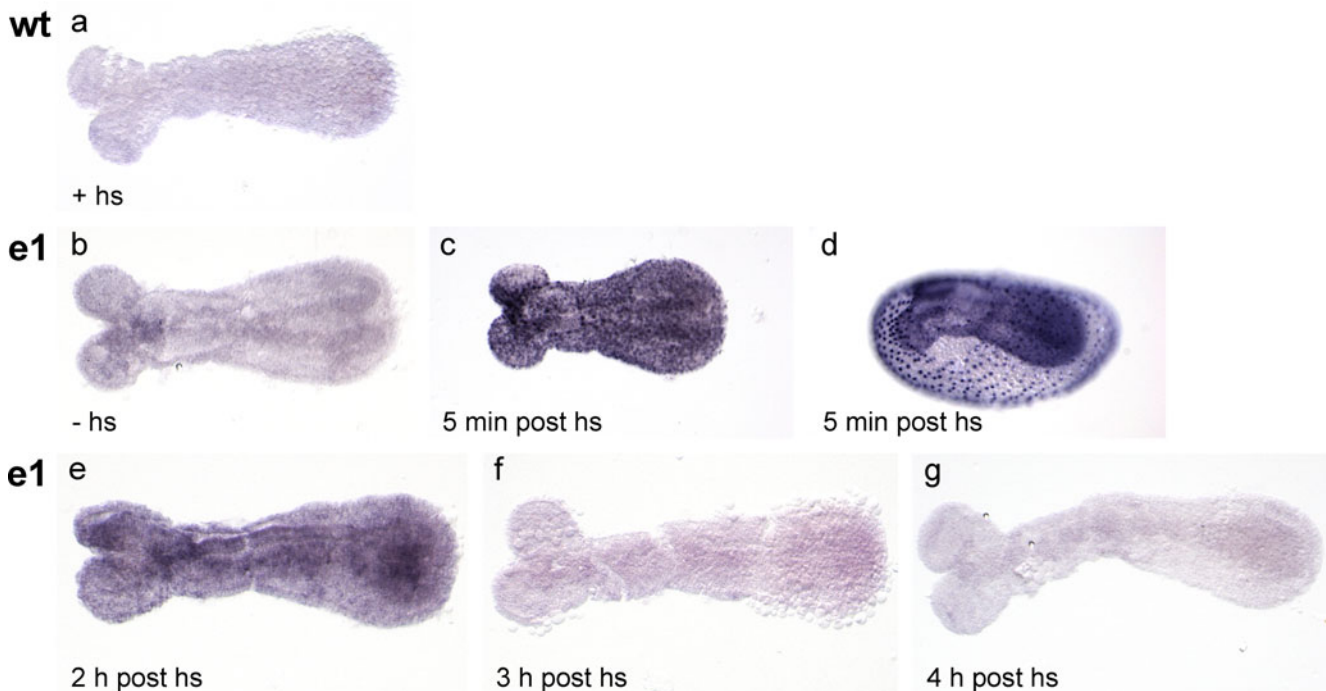 wt a
+ hs
e1 b c d
- hs 5 min post hs 5 min post hs
e1 e f g
2 h post hs 3 h post hs 4 h post hs